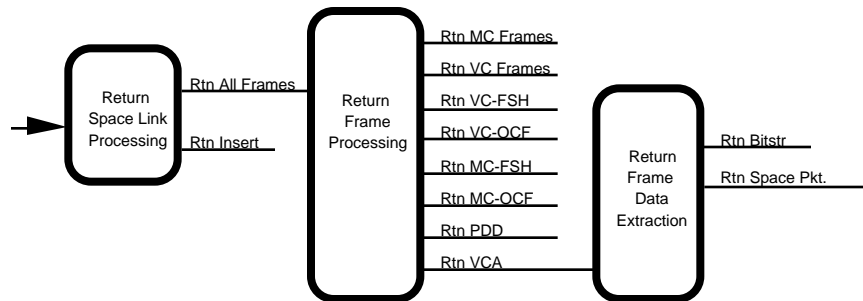 Return
Space Link
Processing
Rtn All Frames
Rtn Insert
Return
Frame
Processing
Rtn MC Frames
Rtn VC Frames
Rtn VC-FSH
Rtn VC-OCF
Rtn MC-FSH
Rtn MC-OCF
Rtn PDD
Rtn VCA
Return
Frame
Data
Extraction
Rtn Bitstr
Rtn Space Pkt.